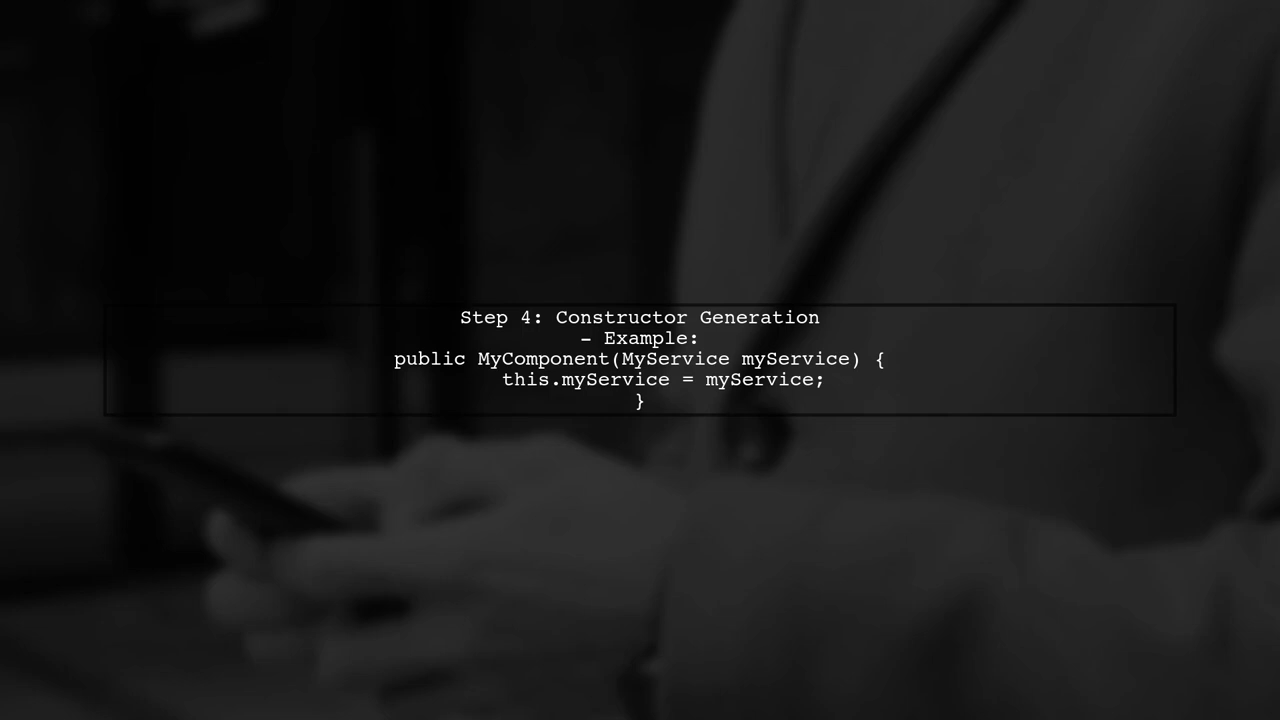 Step 4: Constructor Generation
- Example:
public MyComponent(MyService myService) {
this.myService = myService;
}